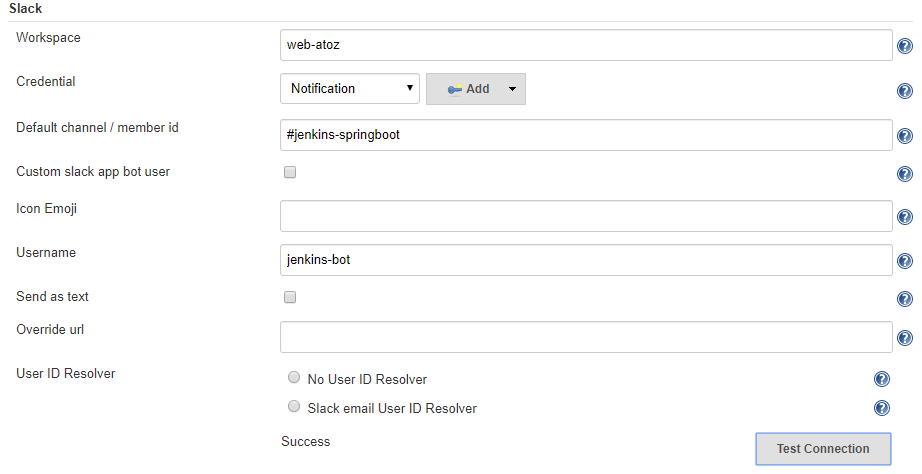 Slack
Workspace
web-atoz
Credential
Notification
Add
Default channel / member id
#jenkins-springboot
Custom slack app bot user
Icon Emoji
Username
jenkins-bot
Send as text
Override url
User ID Resolver
No User ID Resolver
Slack email User ID Resolver
Success
Test Connection